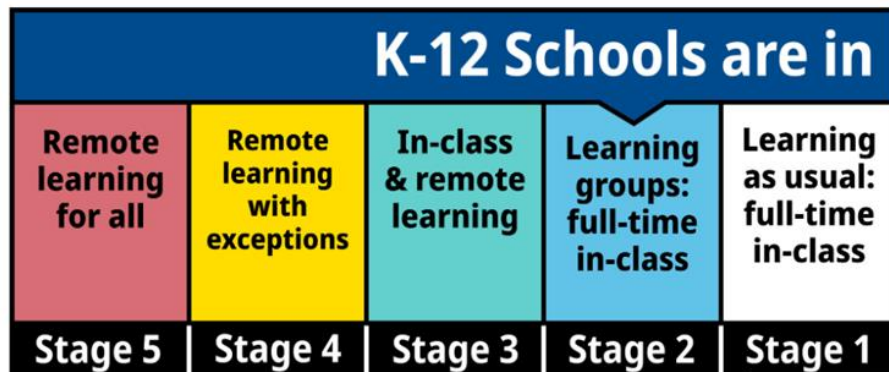 K-12 Schools are in
Remote
learning
for all
Remote
learning
with
exceptions
In-class
& remote
learning
Learning
groups:
full-time
in-class
Learning
as usual:
full-time
in-class
Stage 5
Stage 4
Stage 3
Stage 2
Stage 1